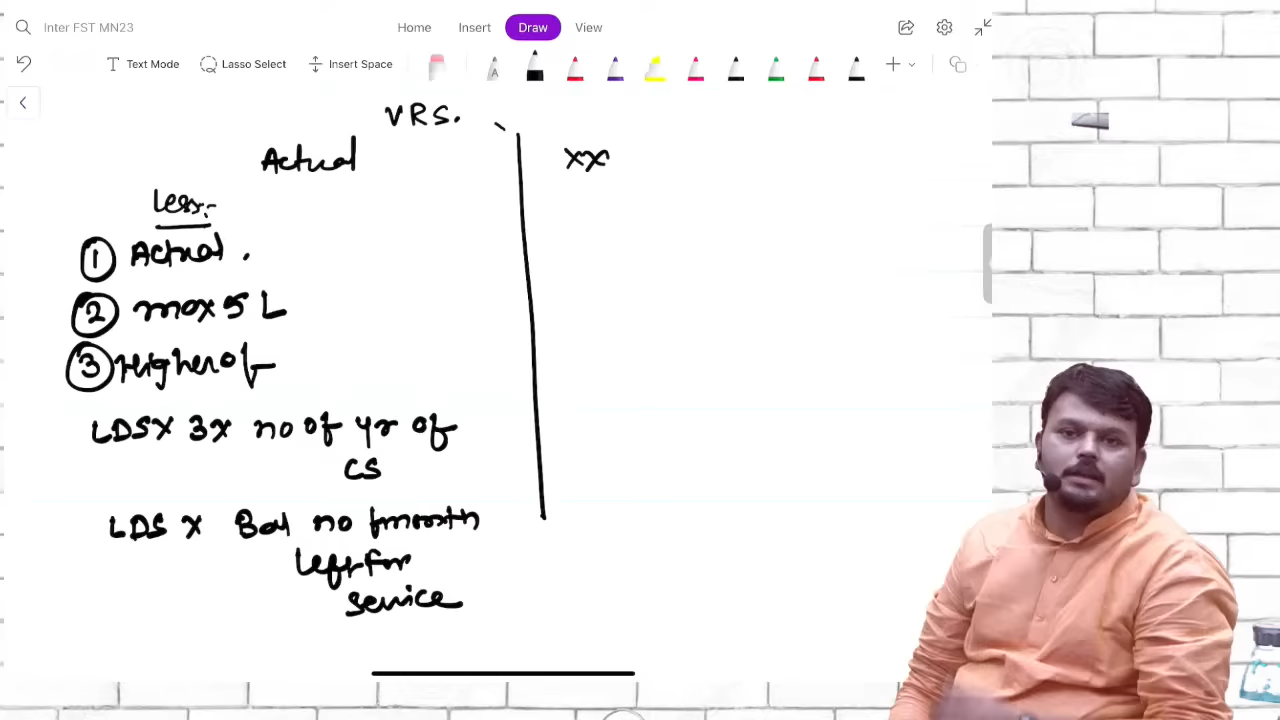 Inter FST MN23
Home Insert Draw View
Text Mode Lasso Select Insert Space
A
VRS.
Actual xx
Less:-
① Actual.
② max 5 L
③ Higher of
LDS x 3 x no of yr of
CS
LDS x Bal no of month
left for
service